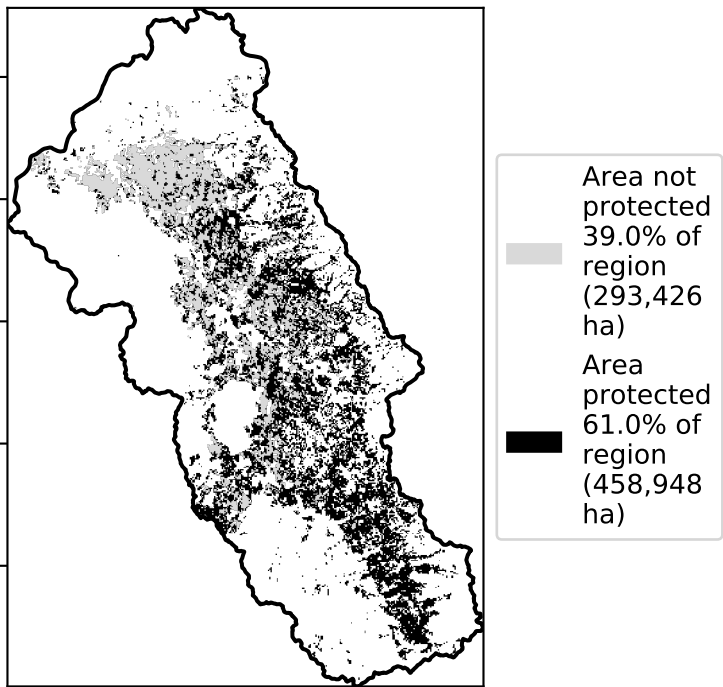 Area not
protected
39.0% of
region
(293,426
ha)
Area
protected
61.0% of
region
(458,948
ha)